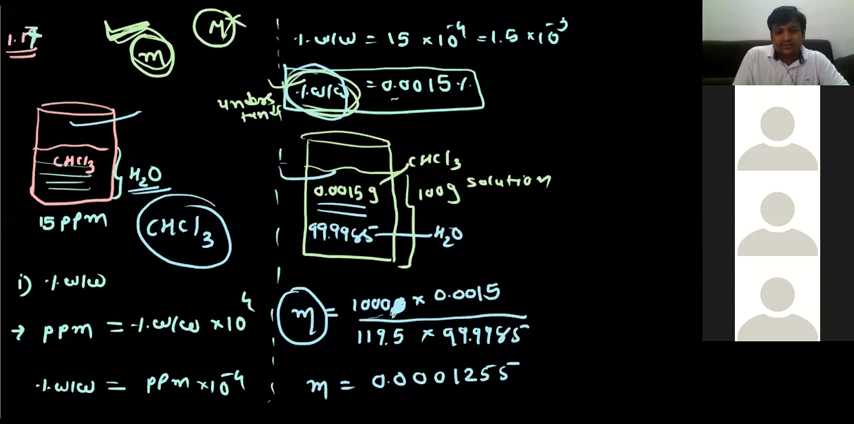 1.17
m
M
CHCl3
H2O
15 ppm
CHCl3
i) % w/w
→ ppm = % w/w × 10^4
% w/w = ppm × 10^-4
% w/w = 15 × 10^-4 = 1.5 × 10^-3
% w/w = 0.0015 %
CHCl3
0.0015 g
100g solution
99.9985 H2O
m = 1000 × 0.0015
119.5 × 99.9985
m = 0.0001255